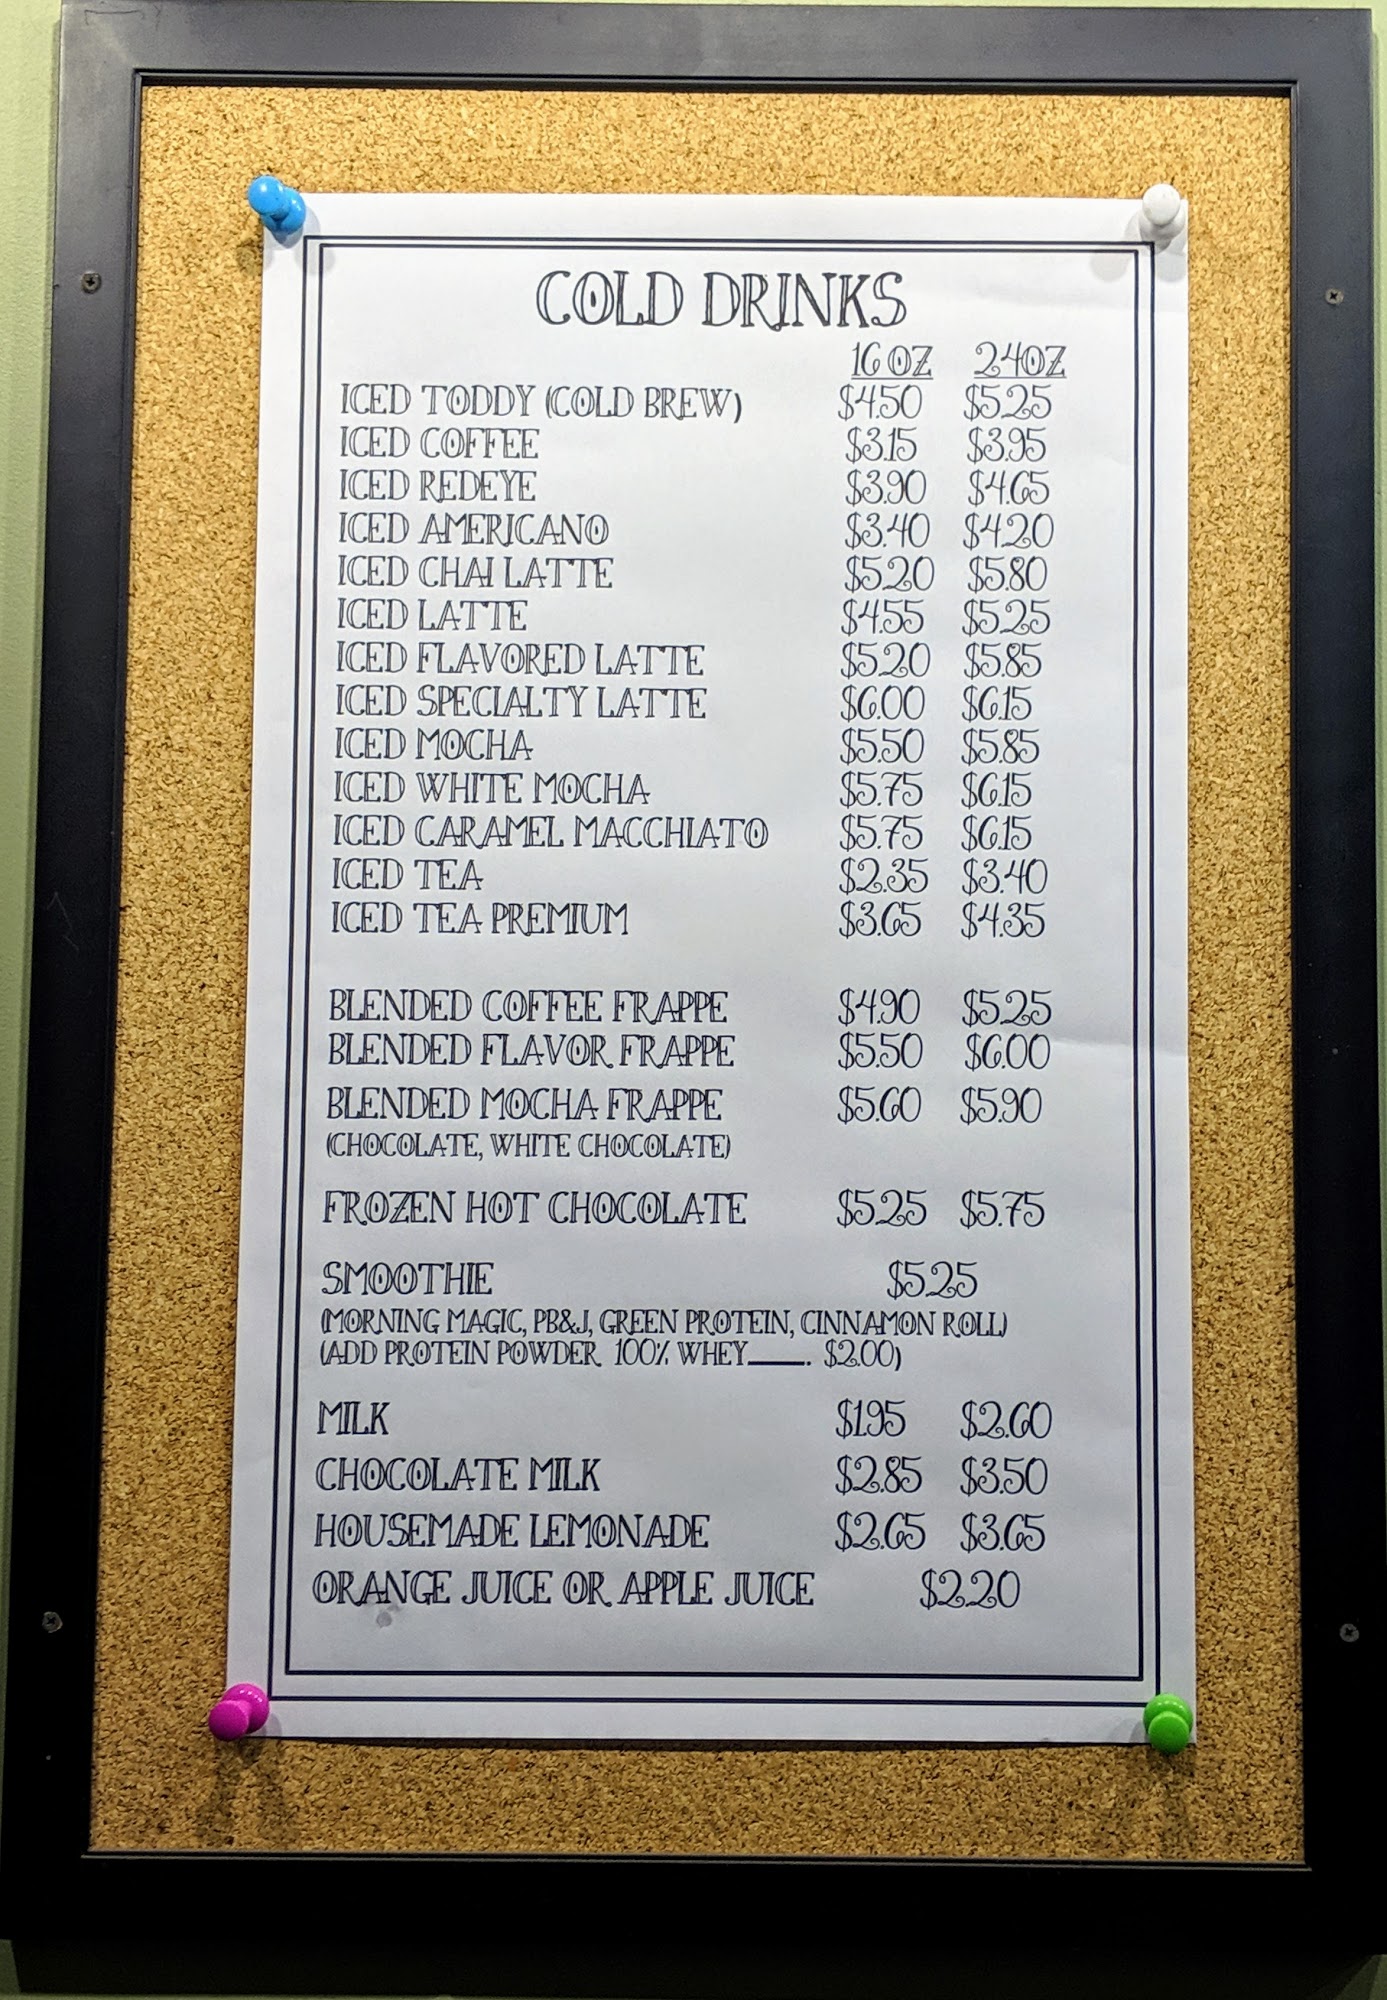 COLD DRINKS
16 OZ 24OZ
ICED TODDY (COLD BREW) $4.50 $5.25
ICED COFFEE $3.15 $3.95
ICED REDEYE $3.90 $4.65
ICED AMERICANO $3.40 $4.20
ICED CHAI LATTE $5.20 $5.80
ICED LATTE $4.55 $5.25
ICED FLAVORED LATTE $5.20 $5.85
ICED SPECIALTY LATTE $6.00 $6.15
ICED MOCHA $5.50 $5.85
ICED WHITE MOCHA $5.75 $6.15
ICED CARAMEL MACCHIATO $5.75 $6.15
ICED TEA $2.35 $3.40
ICED TEA PREMIUM $3.65 $4.35
BLENDED COFFEE FRAPPE $4.90 $5.25
BLENDED FLAVOR FRAPPE $5.50 $6.00
BLENDED MOCHA FRAPPE $5.60 $5.90
(CHOCOLATE, WHITE CHOCOLATE)
FROZEN HOT CHOCOLATE $5.25 $5.75
SMOOTHIE $5.25
(MORNING MAGIC, PB&J, GREEN PROTEIN, CINNAMON ROLL)
(ADD PROTEIN POWDER. 100% WHEY____. $2.00)
MILK $1.95 $2.60
CHOCOLATE MILK $2.85 $3.50
HOUSEMADE LEMONADE $2.65 $3.65
ORANGE JUICE OR APPLE JUICE $2.20